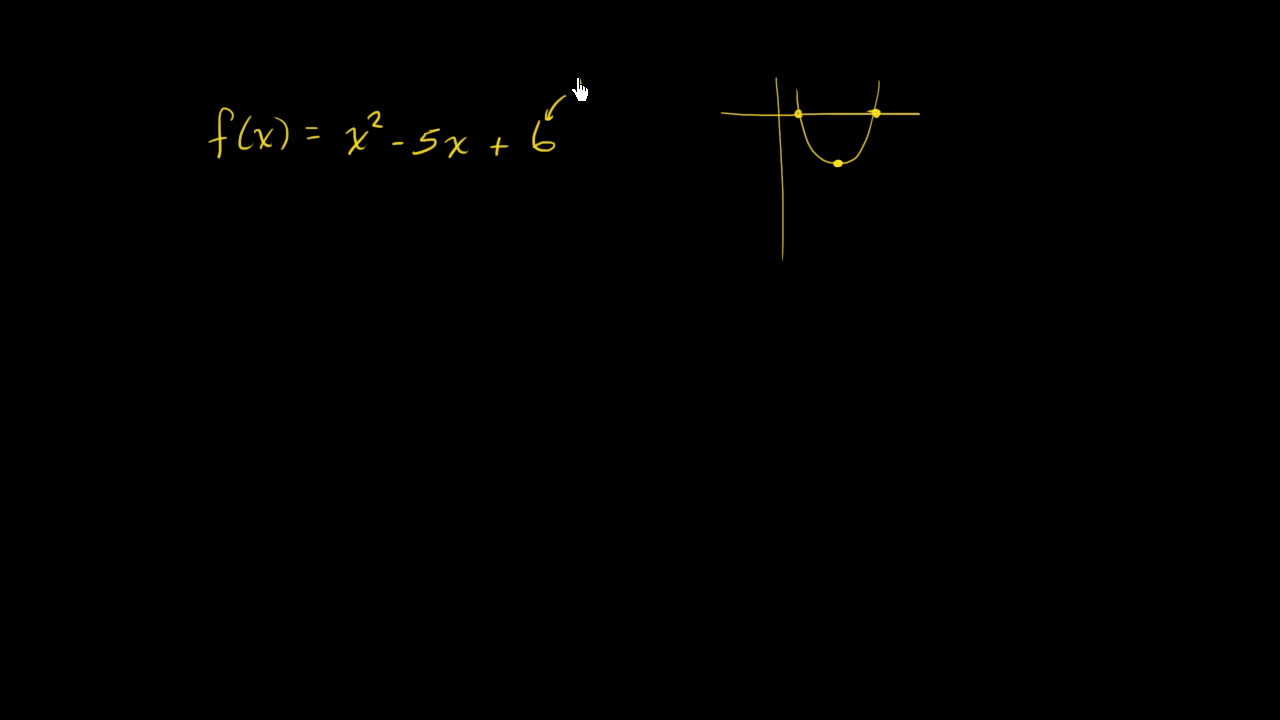 f(x) = x² - 5x + 6